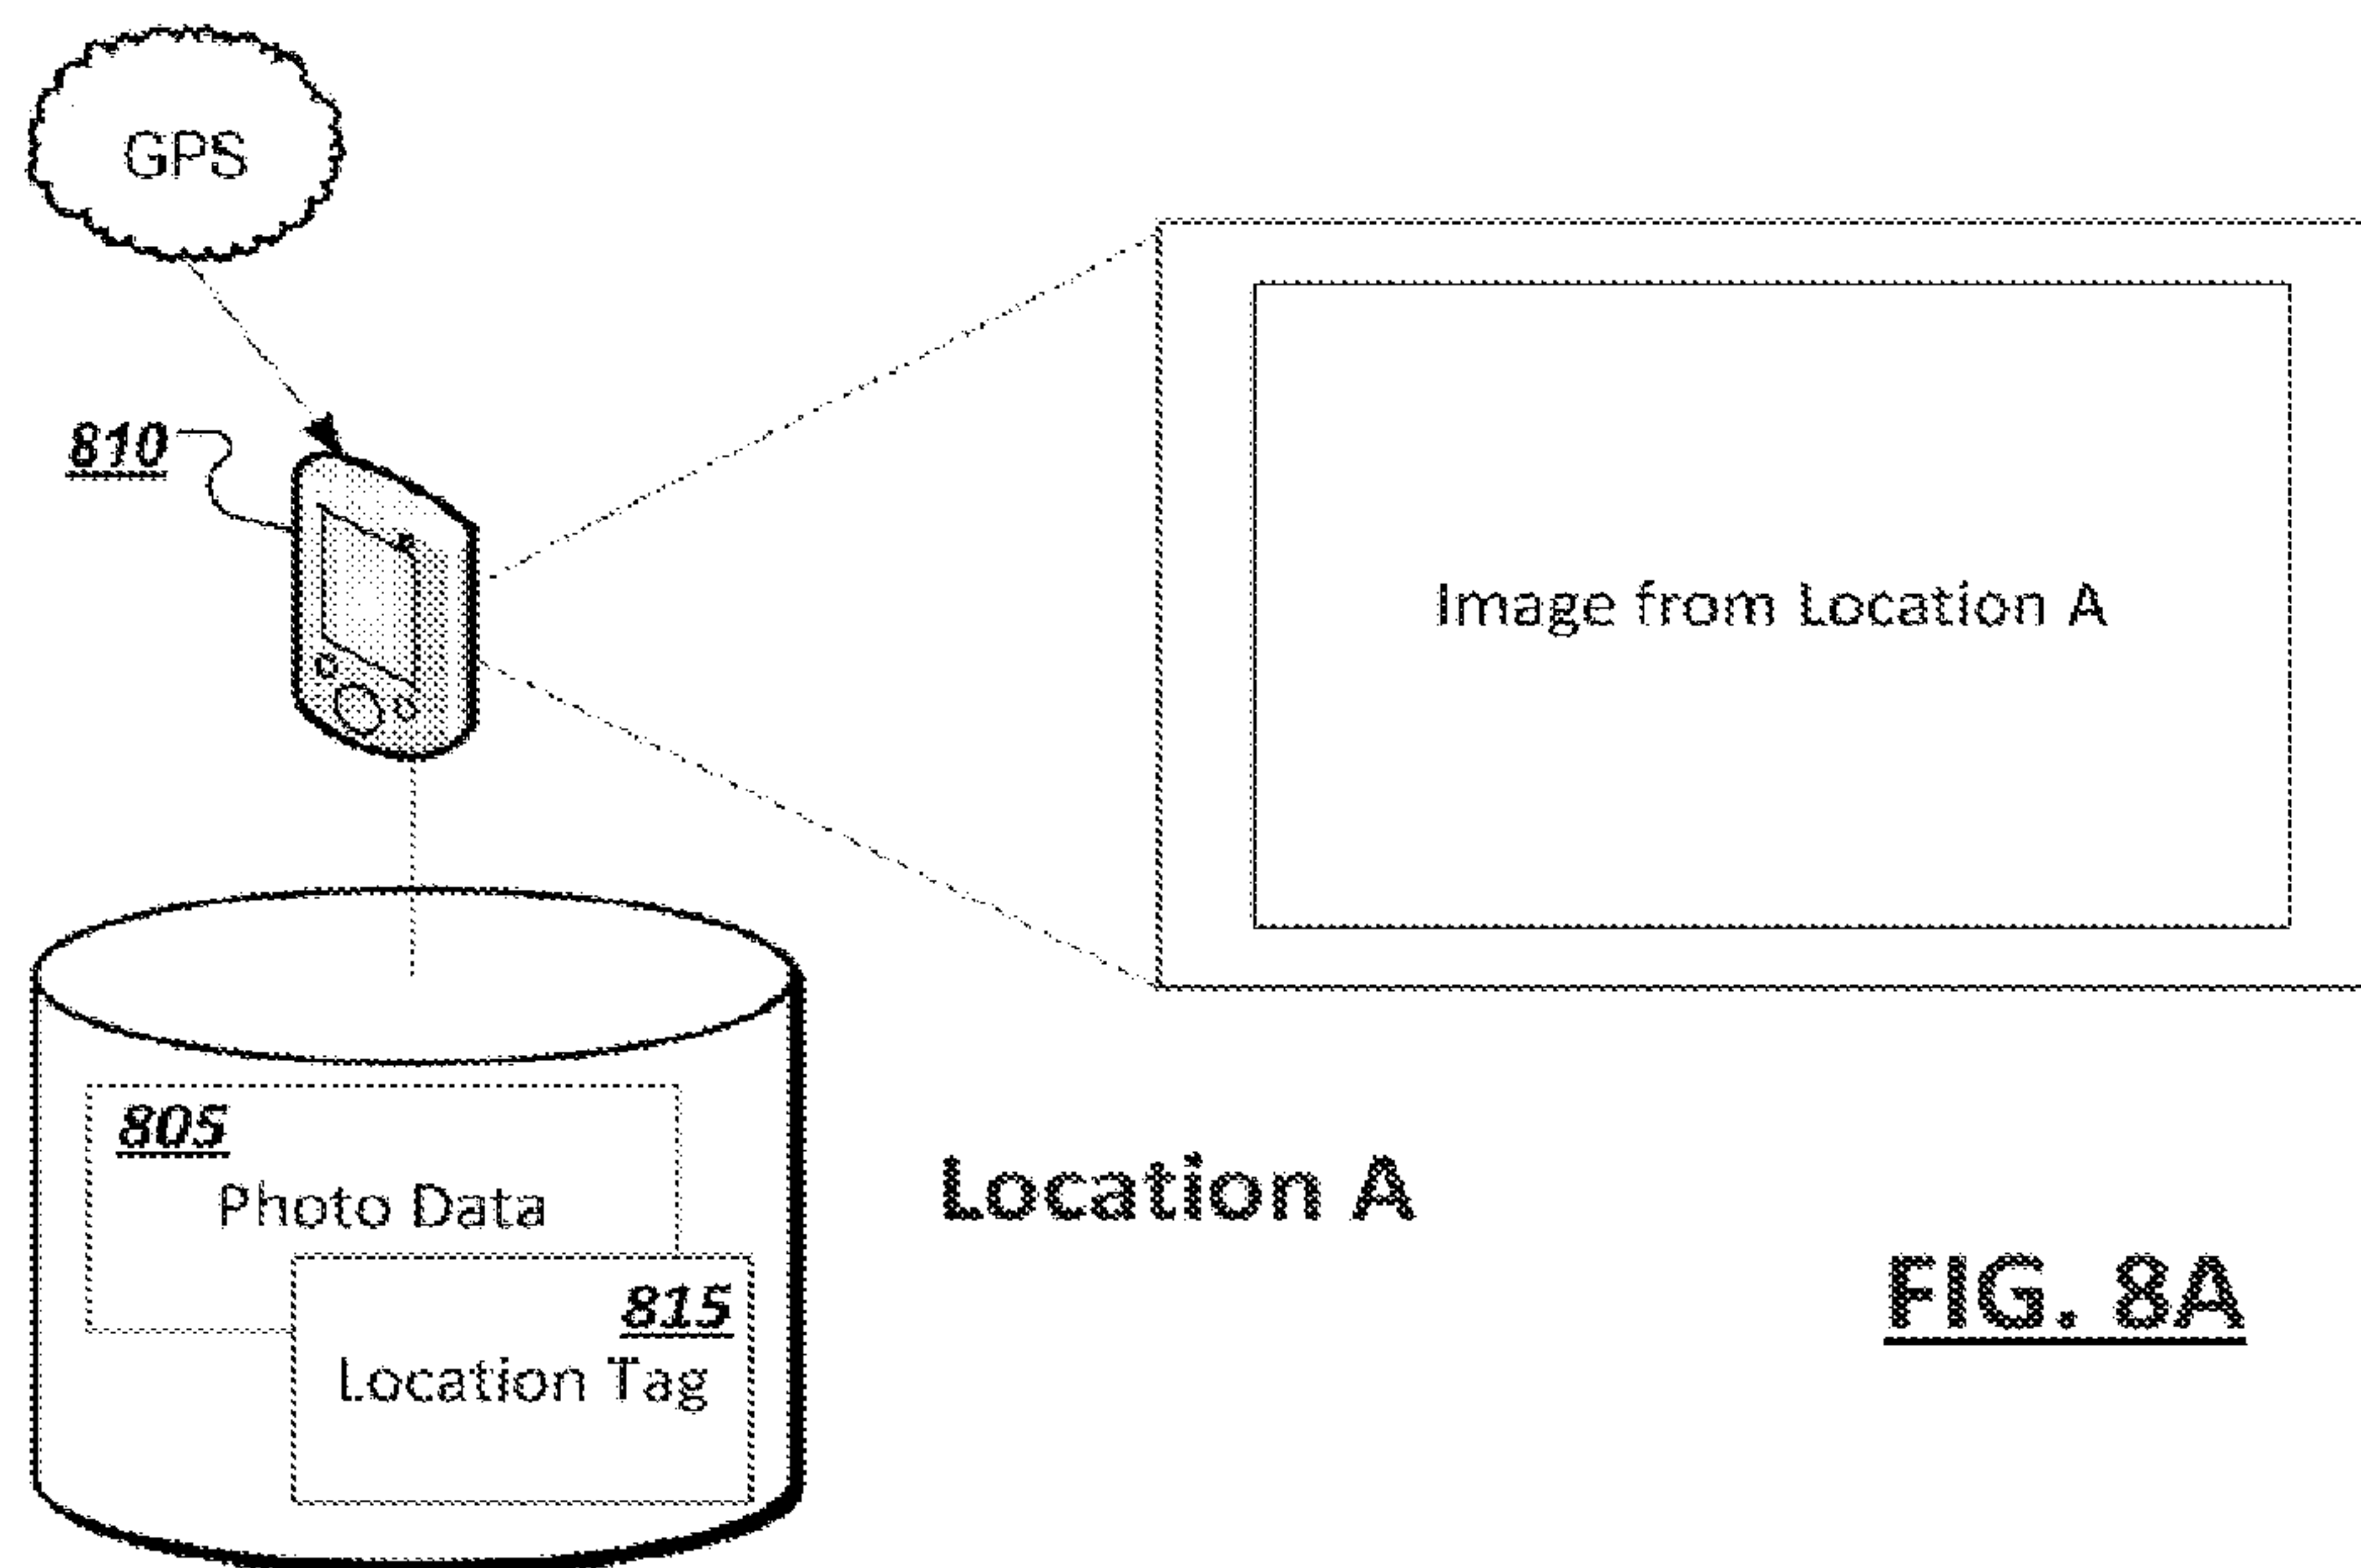 GPS
810
Image from Location A
805
Photo Data
815
Location Tag
Location A
FIG. 8A